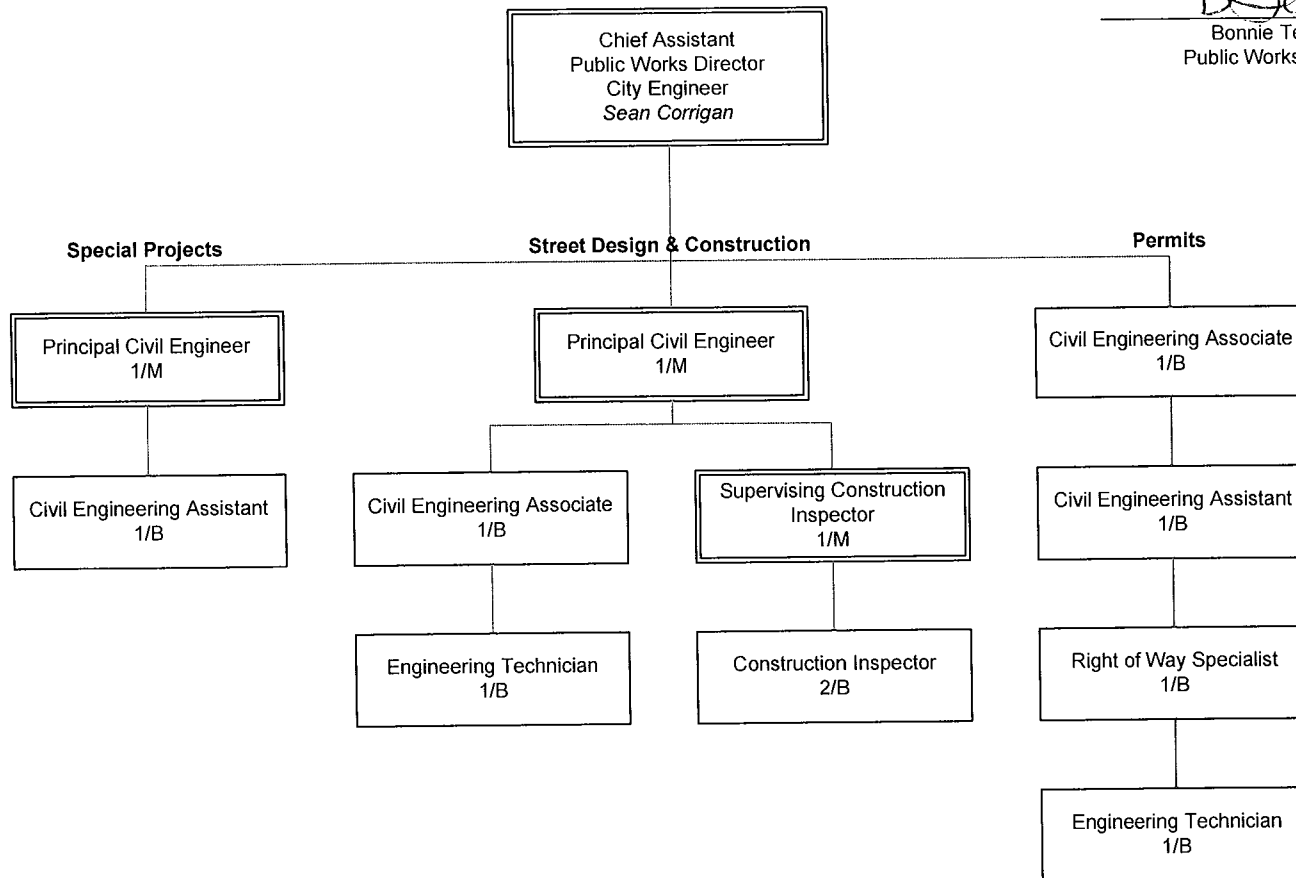 Bonnie Te
Public Works
Chief Assistant
Public Works Director
City Engineer
Sean Corrigan
Special Projects
Street Design & Construction
Permits
Principal Civil Engineer
1/M
Principal Civil Engineer
1/M
Civil Engineering Associate
1/B
Civil Engineering Assistant
1/B
Civil Engineering Associate
1/B
Supervising Construction
Inspector
1/M
Civil Engineering Assistant
1/B
Engineering Technician
1/B
Construction Inspector
2/B
Right of Way Specialist
1/B
Engineering Technician
1/B